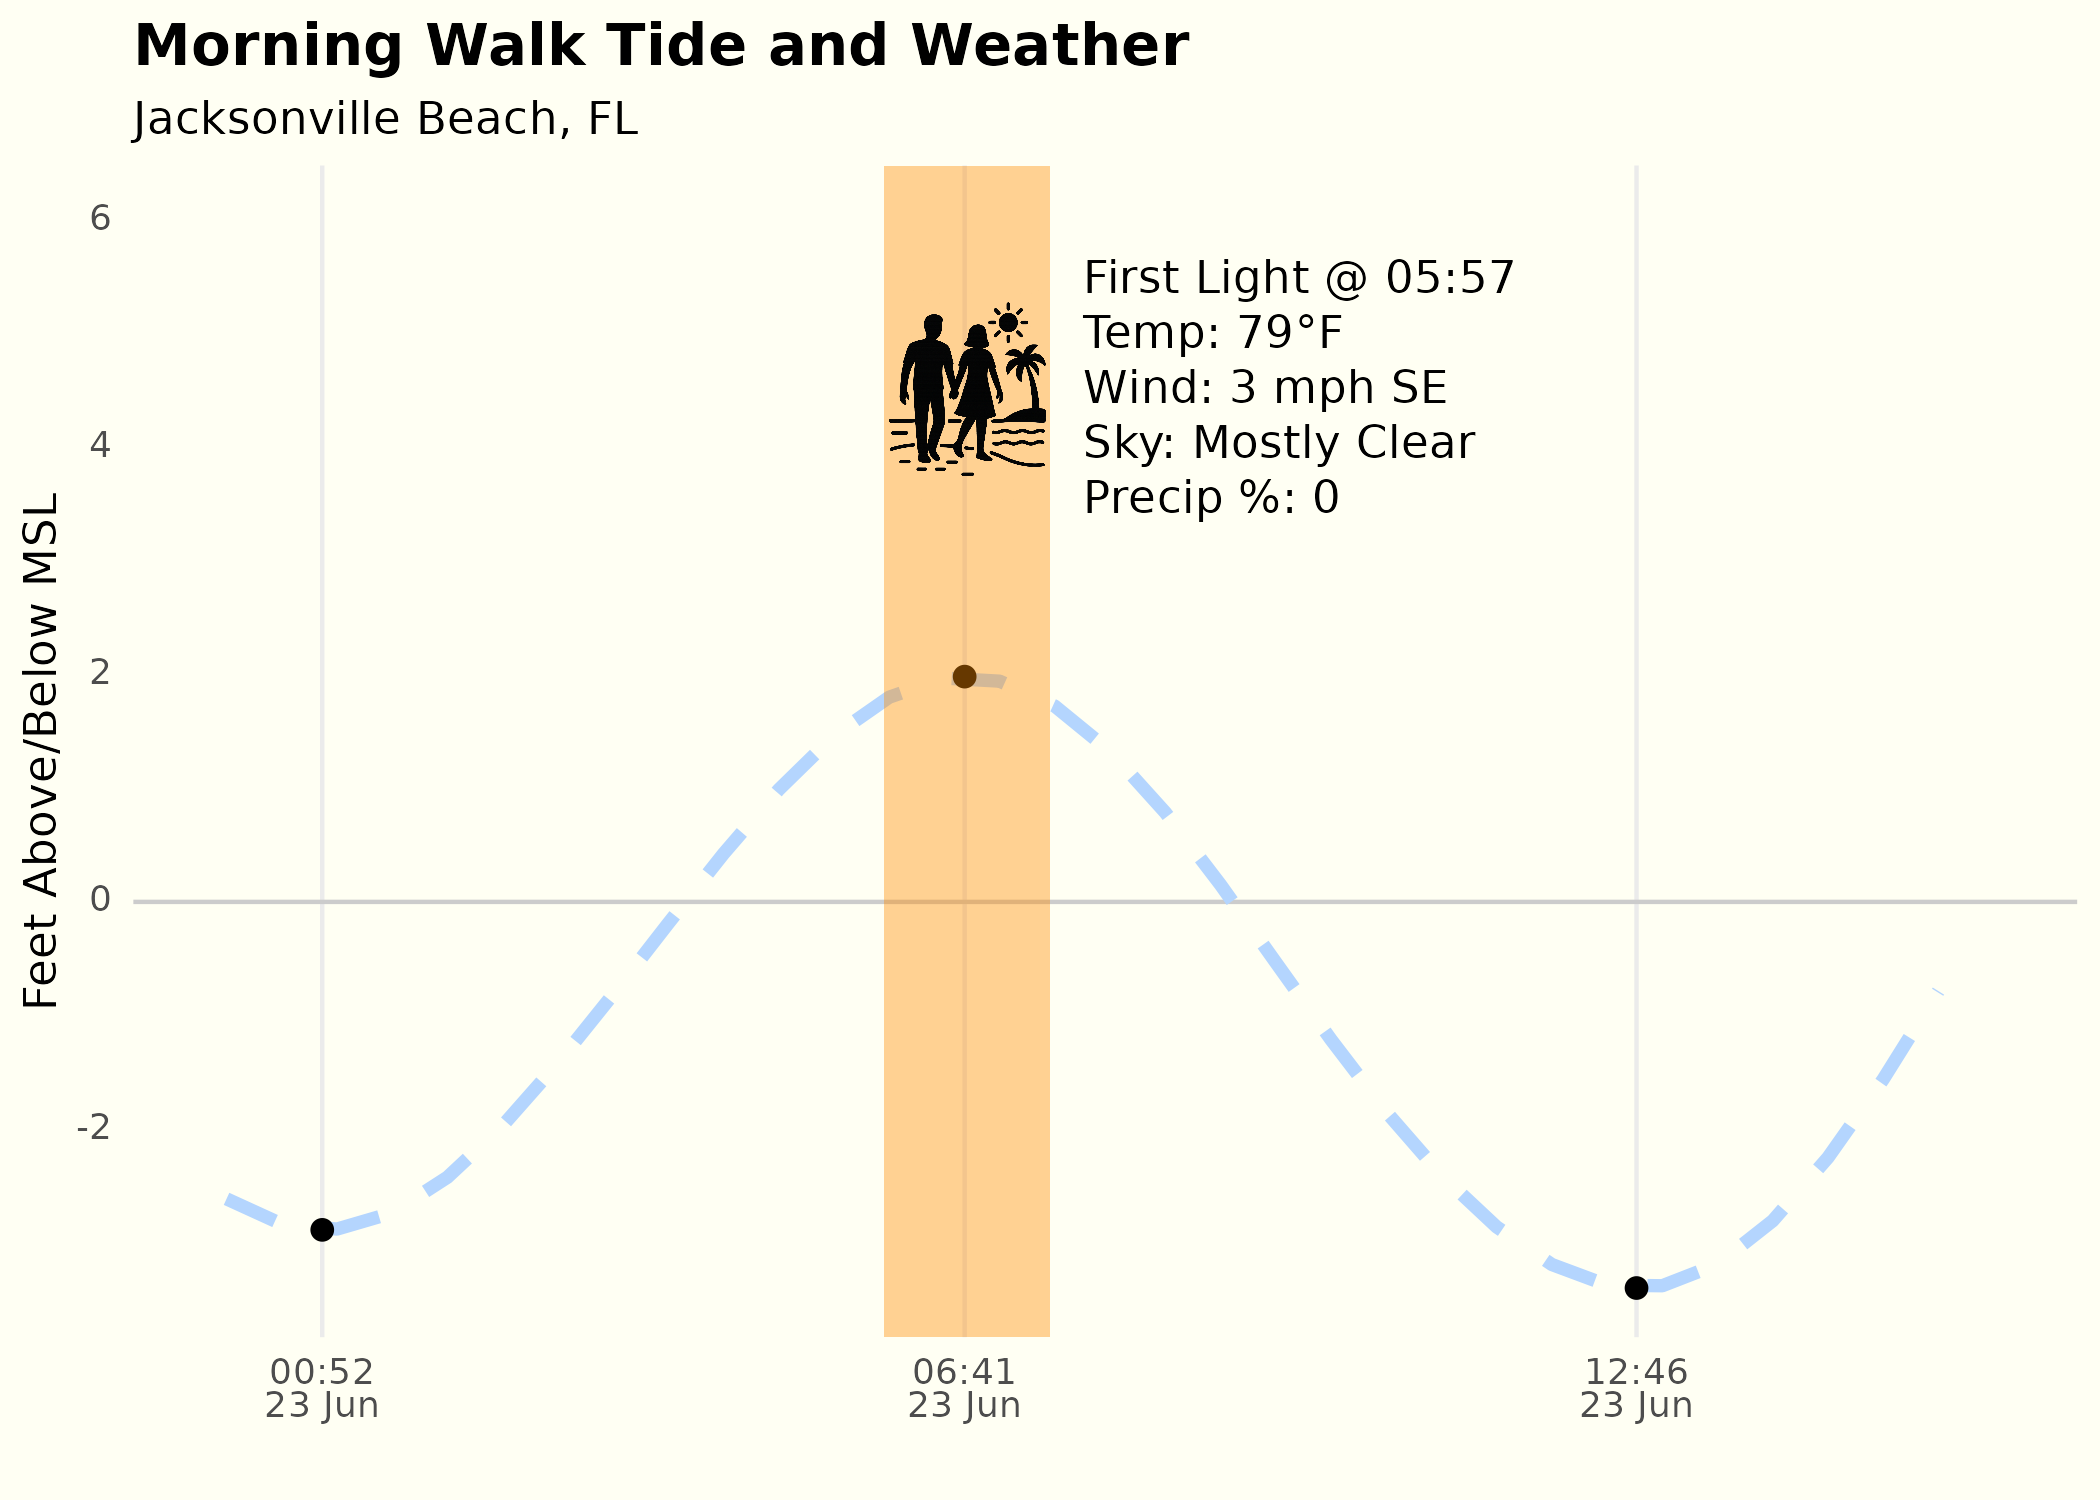 Morning Walk Tide and Weather
Jacksonville Beach, FL
Feet Above/Below MSL
6
4
2
0
-2
First Light @ 05:57
Temp: 79°F
Wind: 3 mph SE
Sky: Mostly Clear
Precip %: 0
00:52
23 Jun
06:41
23 Jun
12:46
23 Jun